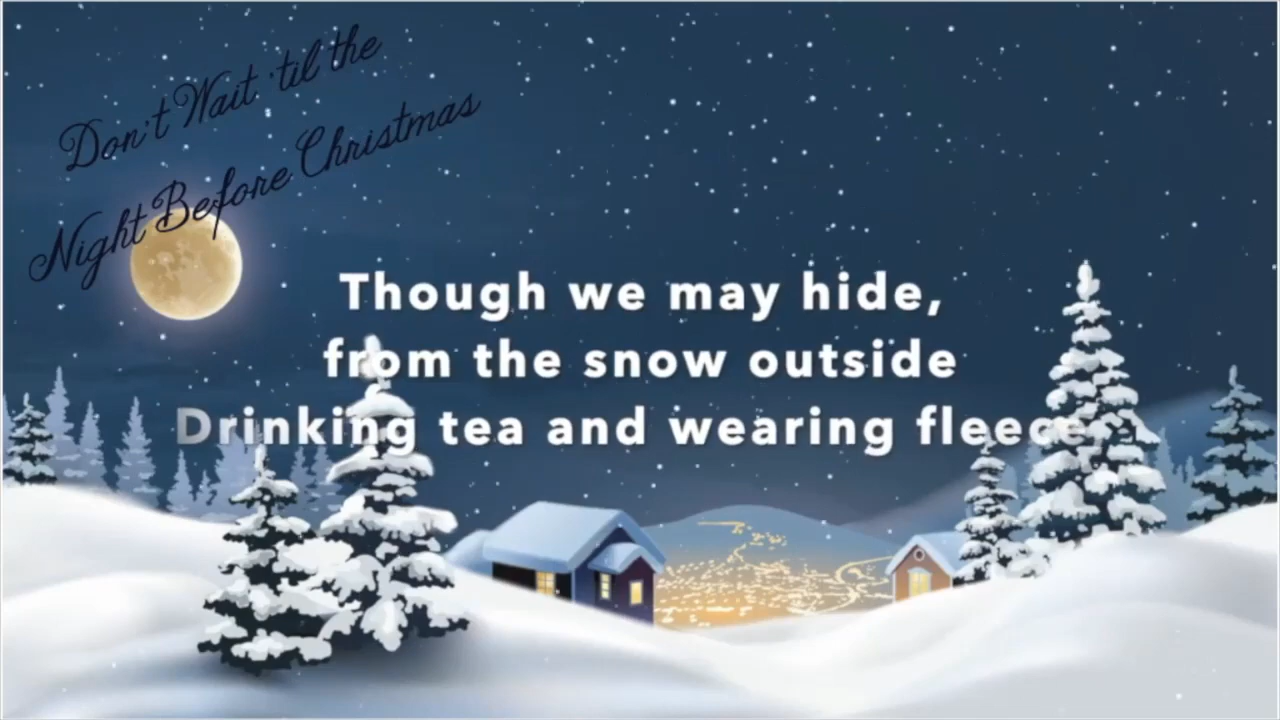 Don't Wait 'til the
Night Before Christmas
Though we may hide,
from the snow outside
Drinking tea and wearing fleece